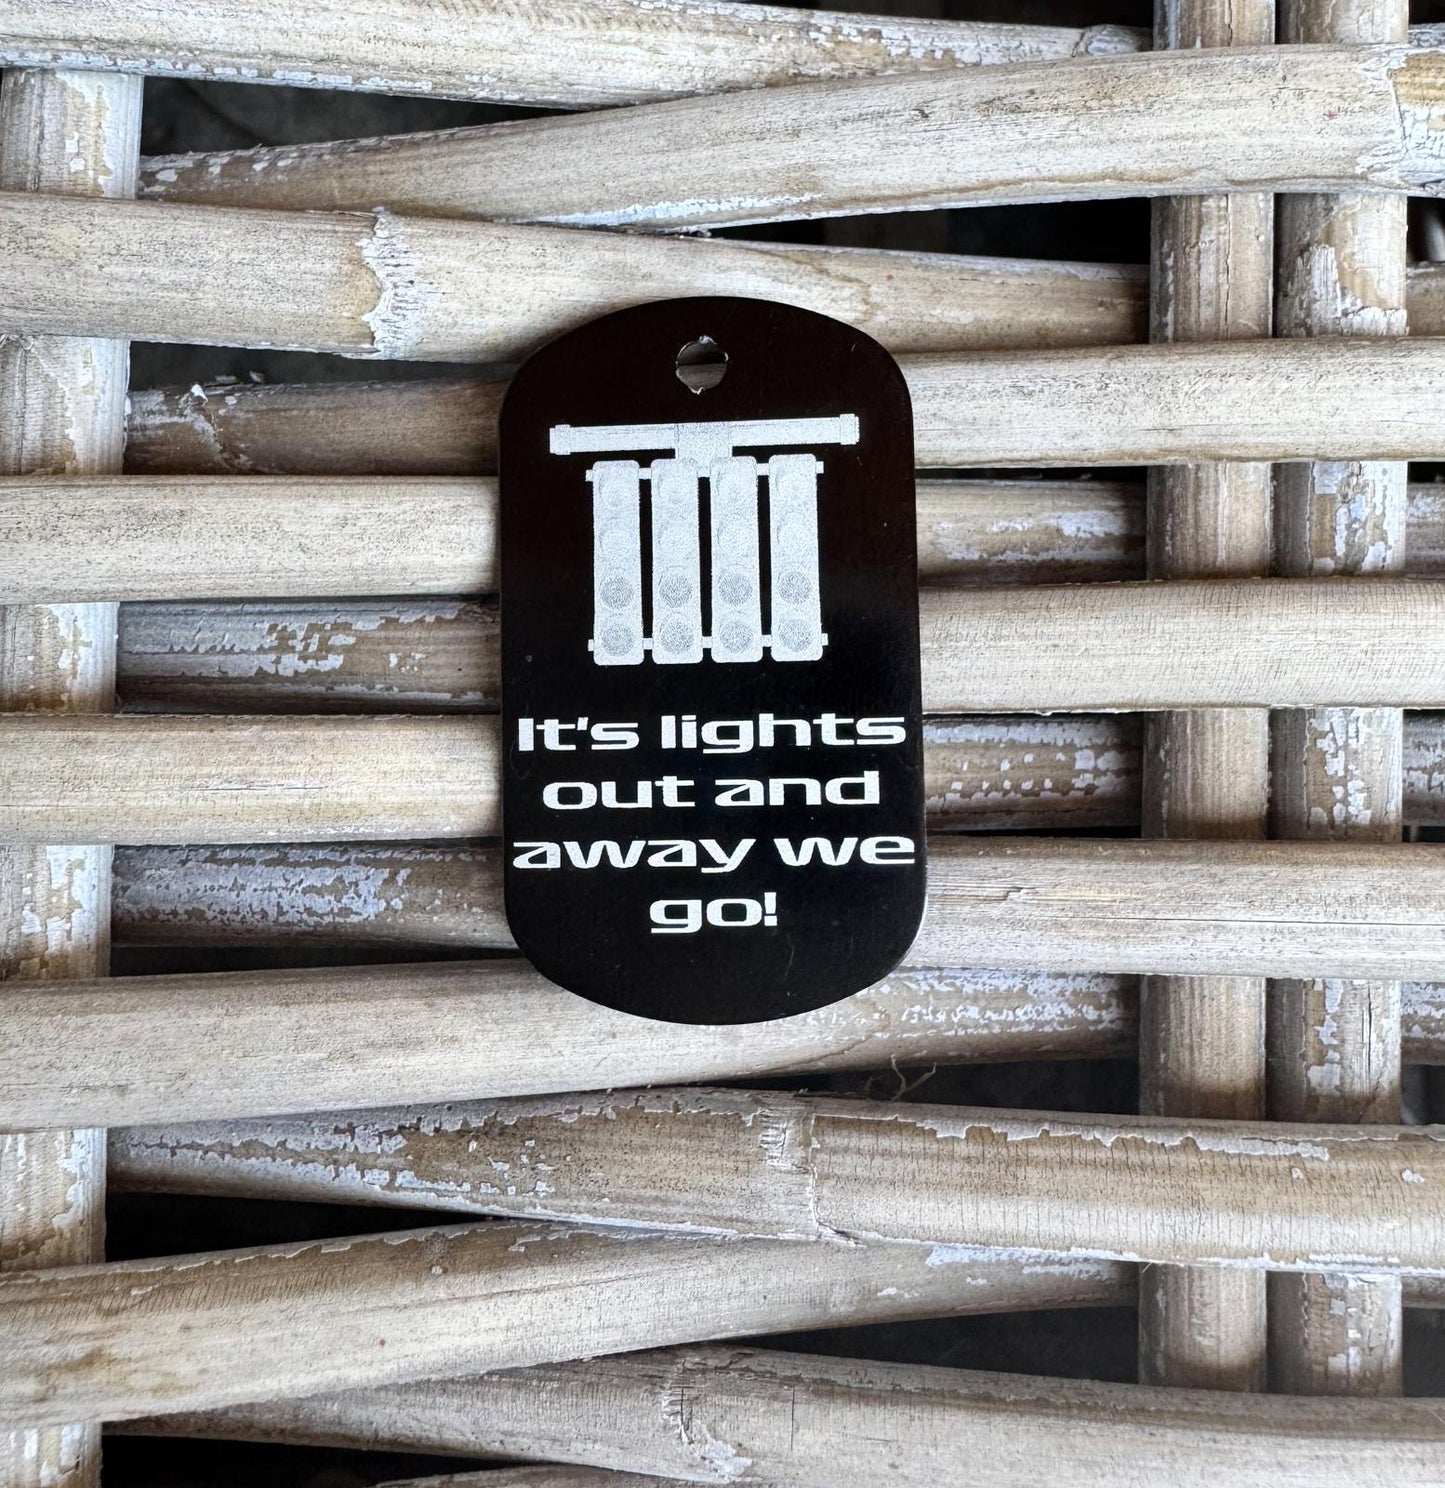 It's lights
out and
away we
go!